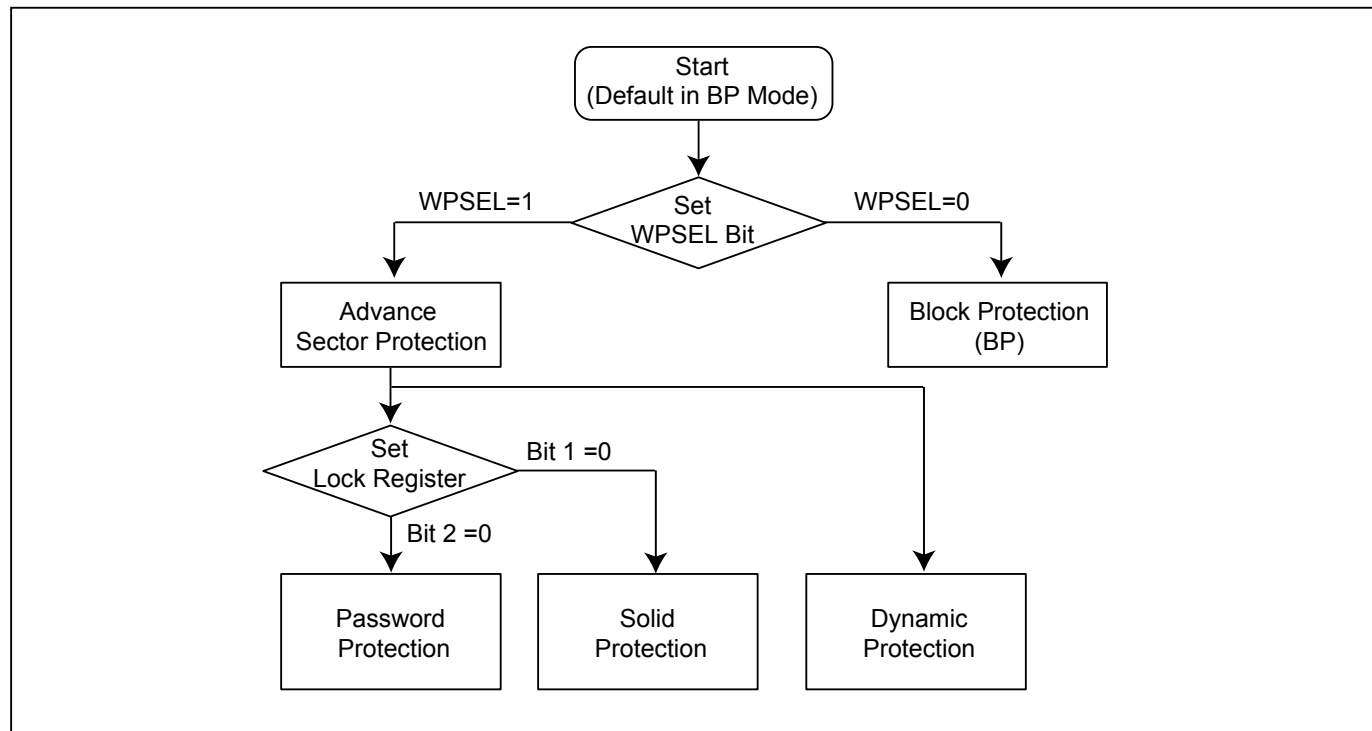 Start
(Default in BP Mode)
WPSEL=1
Set
WPSEL Bit
WPSEL=0
Advance
Sector Protection
Block Protection
(BP)
Set
Lock Register
Bit 1 =0
Bit 2 =0
Password
Protection
Solid
Protection
Dynamic
Protection